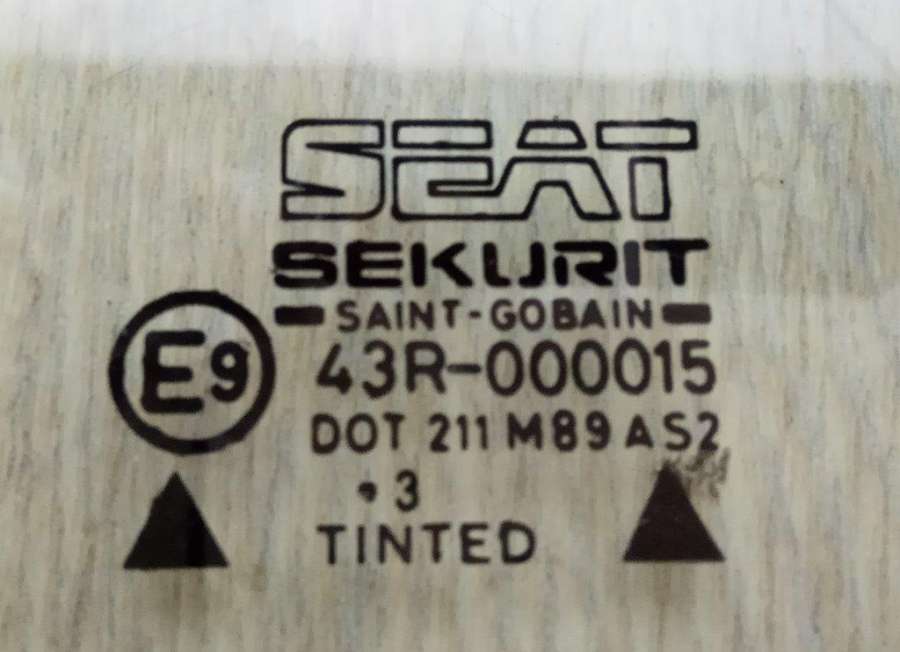 SEAT
SEKURIT
SAINT-GOBAIN
E9
43R-000015
DOT 211 M89 AS2
•3
TINTED